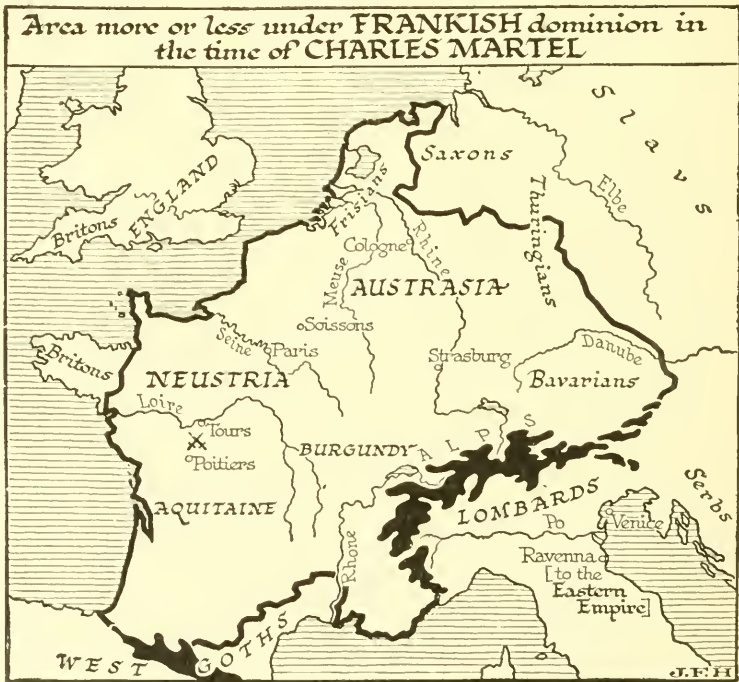 Area more or less under FRANKISH dominion in
the time of CHARLES MARTEL
Slavs
Saxons
ENGLAND
Britons
Frisians
Elbe
Thuringians
Cologne
Rhine
Meuse
AUSTRASIA
Soissons
Seine
Paris
Strasburg
Danube
Britons
NEUSTRIA
Bavarians
Loire
Tours
Poitiers
BURGUNDY
ALPS
AQUITAINE
LOMBARDS
Serbs
Po
Venice
Rhone
Ravenna
[to the
Eastern
Empire]
WEST GOTHS
J.F.H